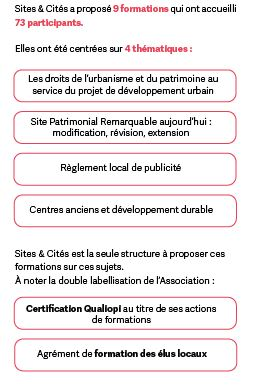 Sites & Cités a proposé 9 formations qui ont accueilli
73 participants.
Elles ont été centrées sur 4 thématiques :
Les droits de l'urbanisme et du patrimoine au
service du projet de développement urbain
Site Patrimonial Remarquable aujourd'hui :
modification, révision, extension
Règlement local de publicité
Centres anciens et développement durable
Sites & Cités est la seule structure à proposer ces
formations sur ces sujets.
À noter la double labellisation de l'Association :
Certification Qualiopi au titre de ses actions
de formations
Agrément de formation des élus locaux